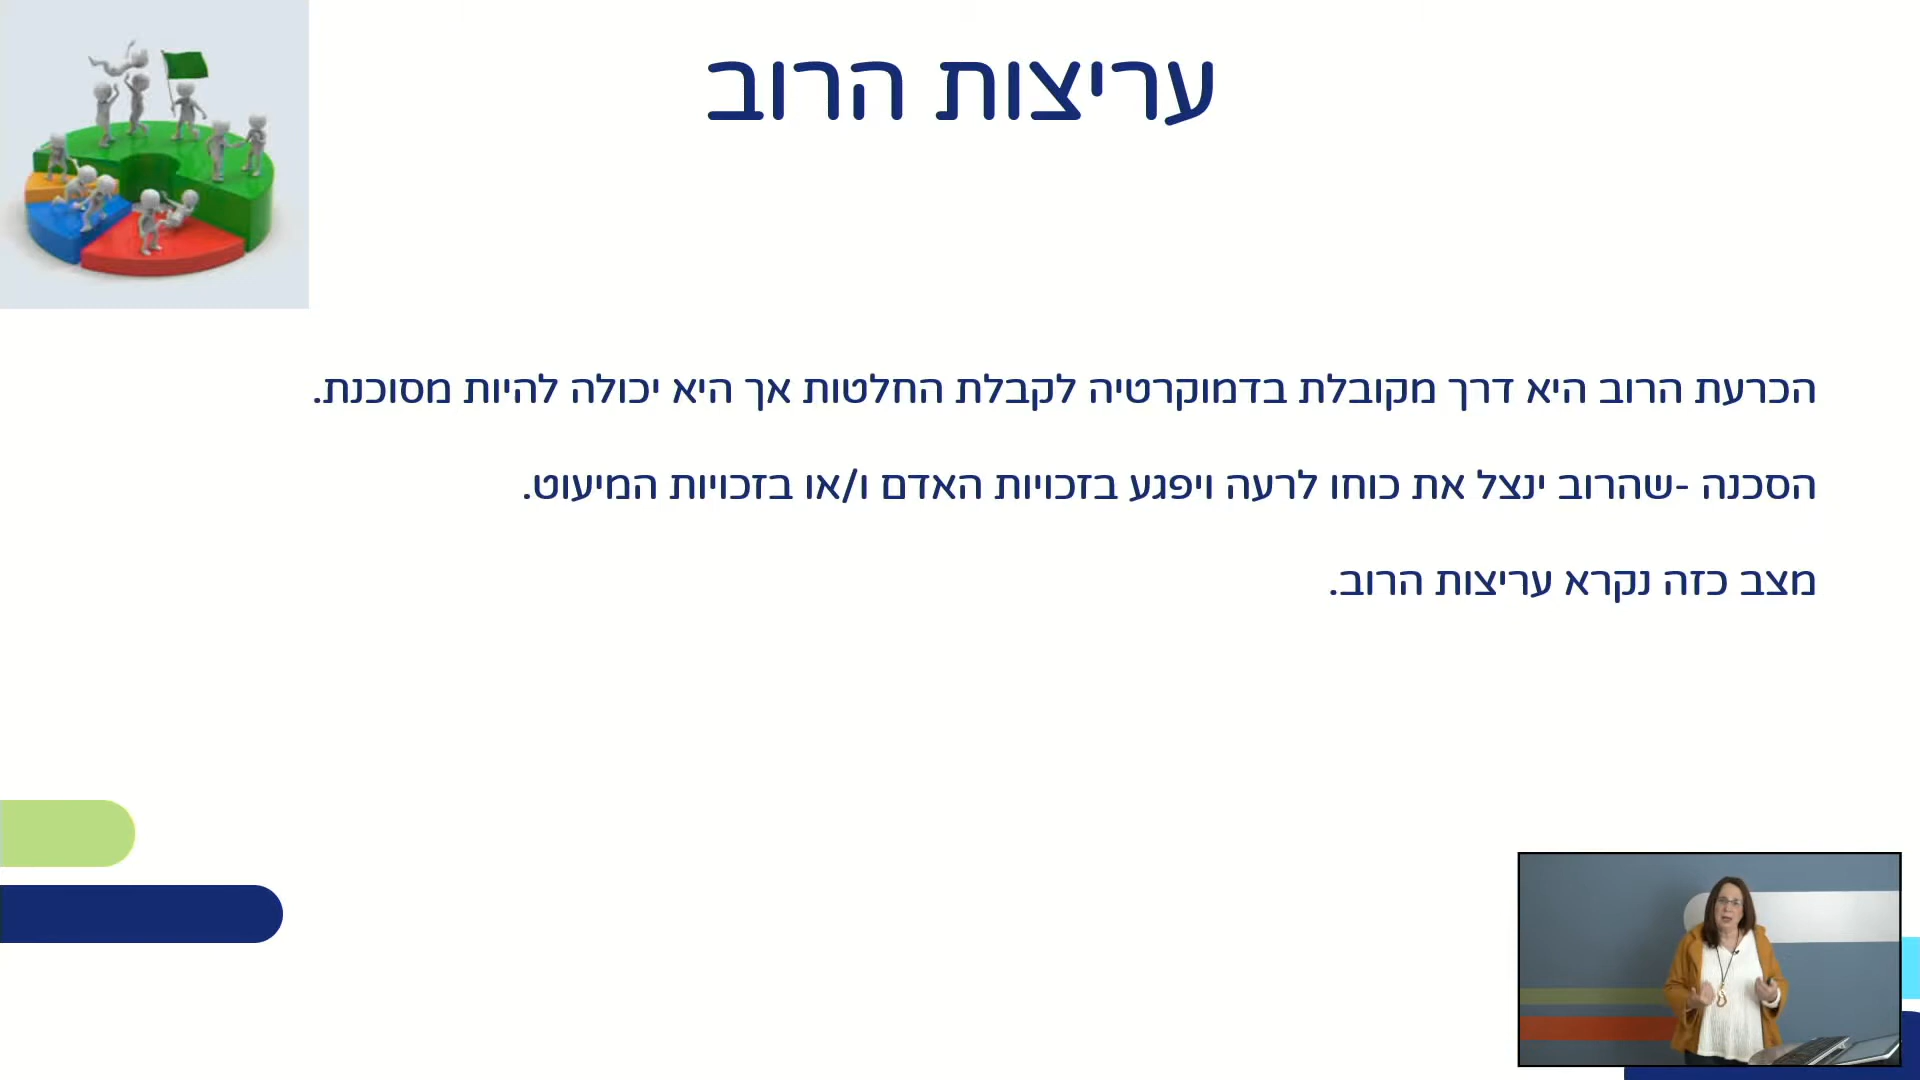 עריצות הרוב
הכרעת הרוב היא דרך מקובלת בדמוקרטיה לקבלת החלטות אך היא יכולה להיות מסוכנת.
הסכנה -שהרוב ינצל את כוחו לרעה ויפגע בזכויות האדם ו/או בזכויות המיעוט.
מצב כזה נקרא עריצות הרוב.